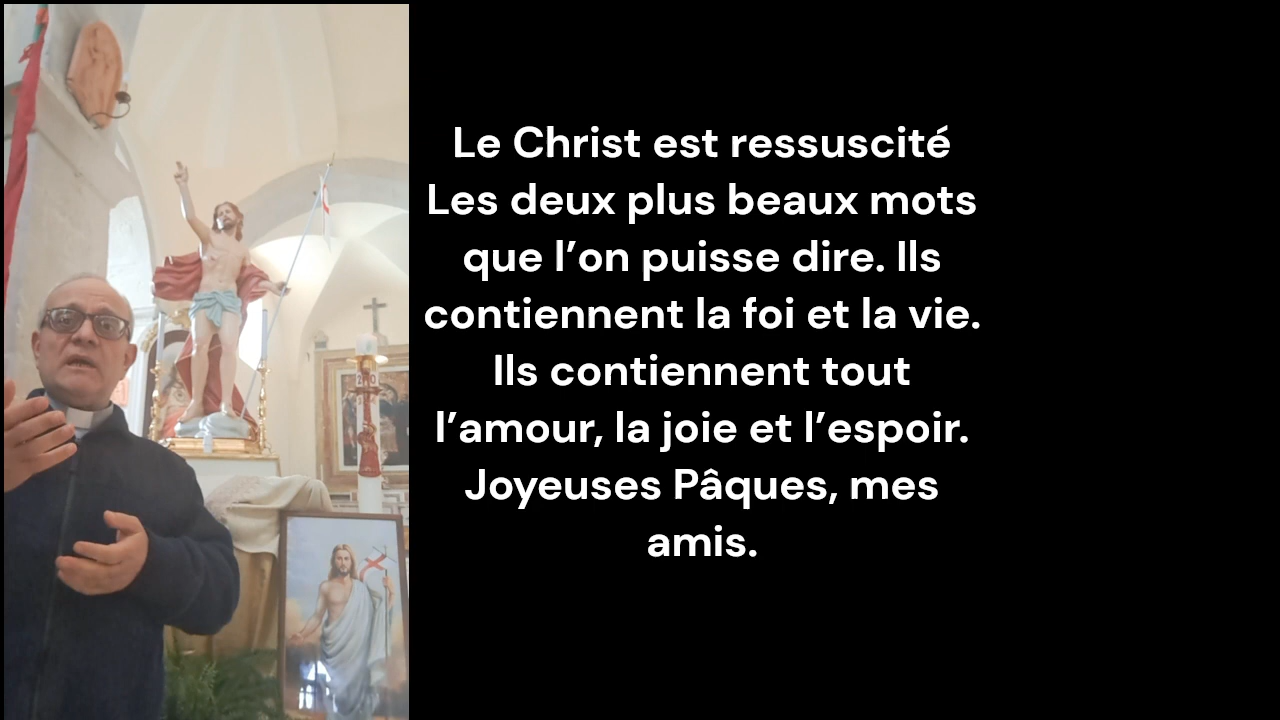 Le Christ est ressuscité
Les deux plus beaux mots
que l’on puisse dire. Ils
contiennent la foi et la vie.
Ils contiennent tout
l’amour, la joie et l’espoir.
Joyeuses Pâques, mes
amis.